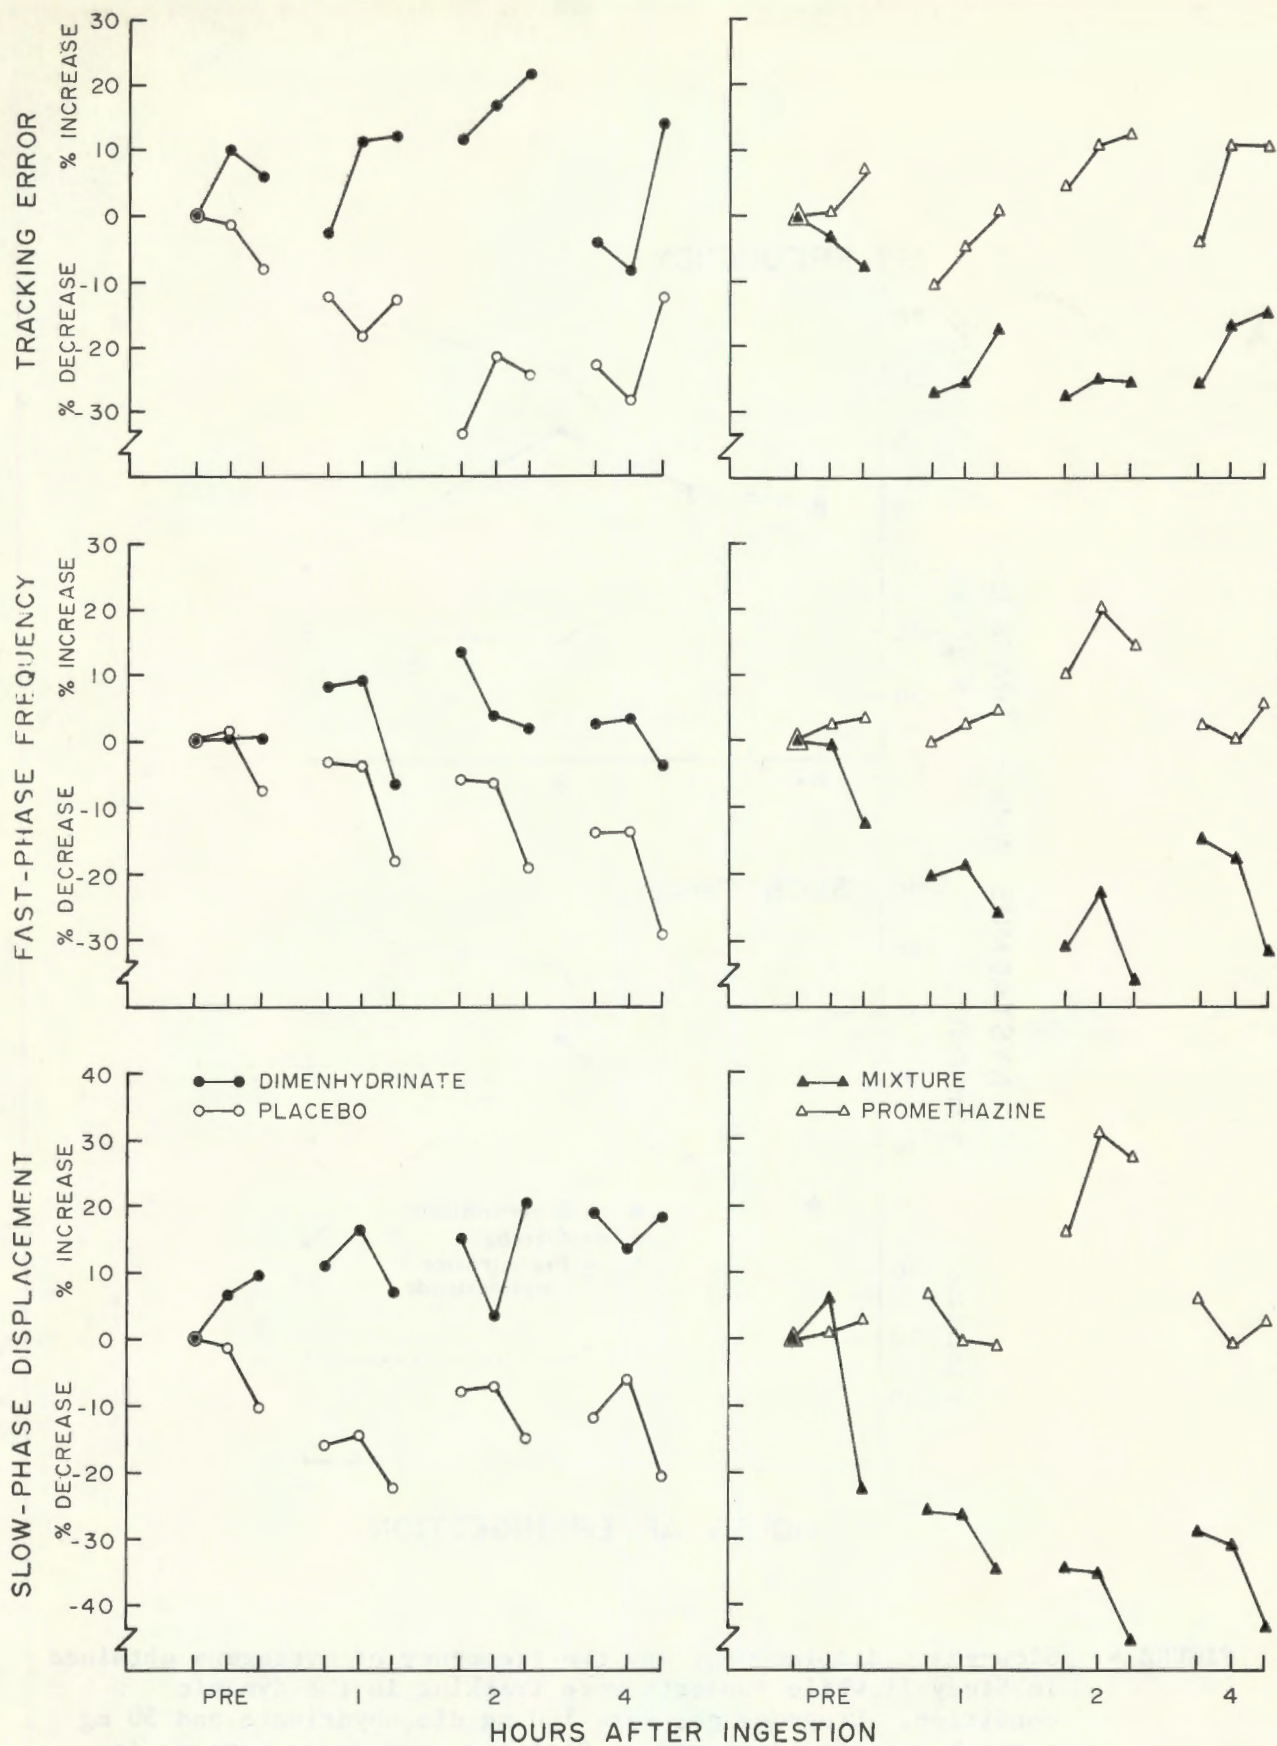 TRACKING ERROR
% DECREASE % INCREASE
30
20
10
0
-10
-20
-30
FAST-PHASE FREQUENCY
% DECREASE % INCREASE
30
20
10
0
-10
-20
-30
SLOW-PHASE DISPLACEMENT
% DECREASE % INCREASE
40
30
20
10
0
-10
-20
-30
-40
DIMENHYDRINATE
PLACEBO
MIXTURE
PROMETHAZINE
PRE 1 2 4 PRE 1 2 4
HOURS AFTER INGESTION